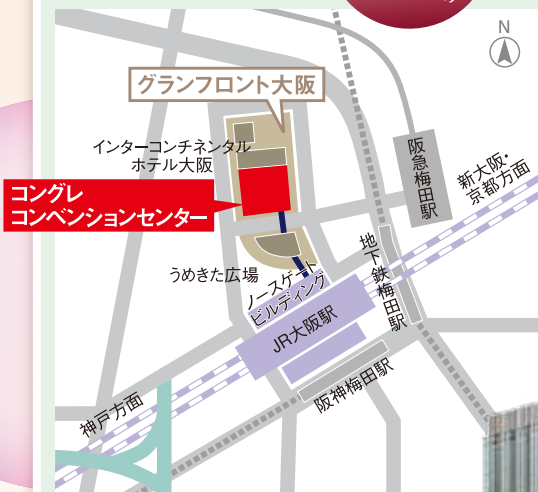 N
グランフロント大阪
インターコンチネンタル
ホテル大阪
コングレ
コンベンションセンター
阪急梅田駅
新大阪・
京都方面
うめきた広場
ノースゲート
ビルディング
地下鉄梅田駅
JR大阪駅
阪神梅田駅
神戸方面